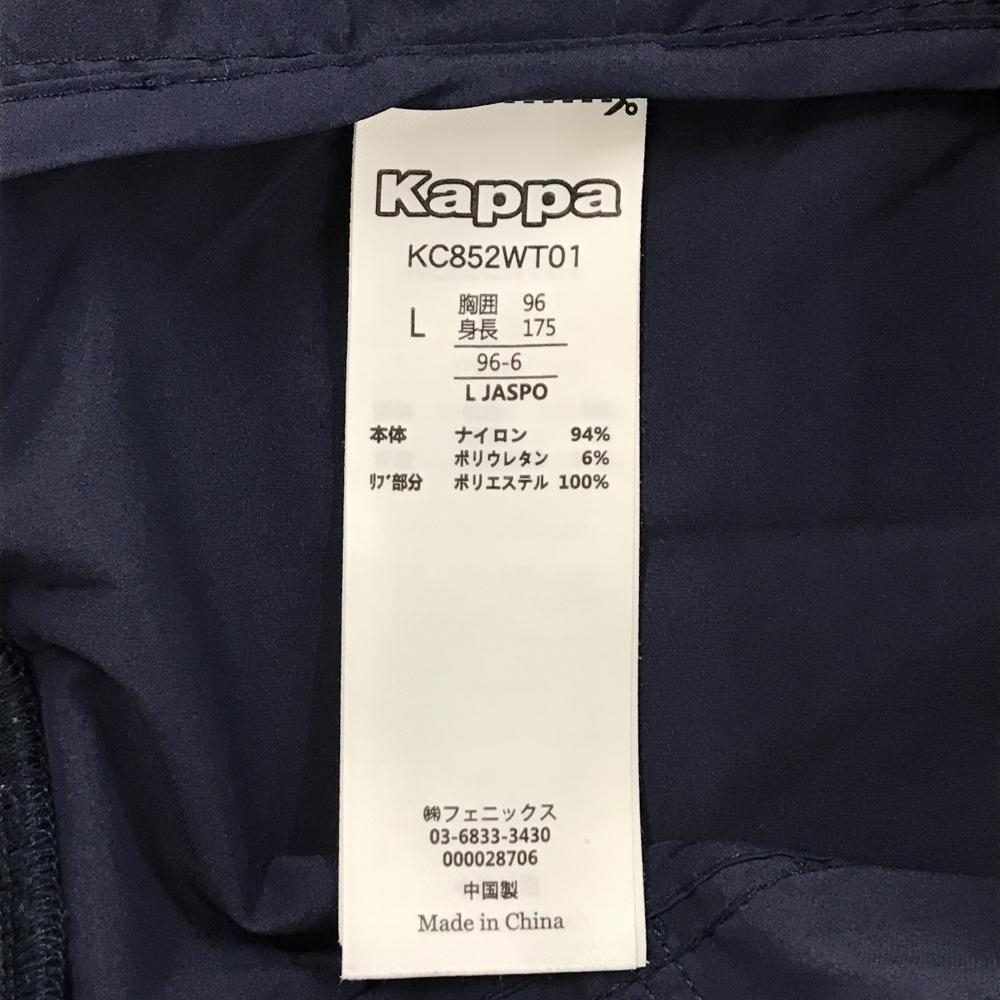 Kappa
KC852WT01
L
胸囲 96
身長 175
96-6
L JASPO
本体 ナイロン 94%
ポリウレタン 6%
ﾘﾌﾞ部分 ポリエステル 100%
㈱フェニックス
03-6833-3430
000028706
中国製
Made in China